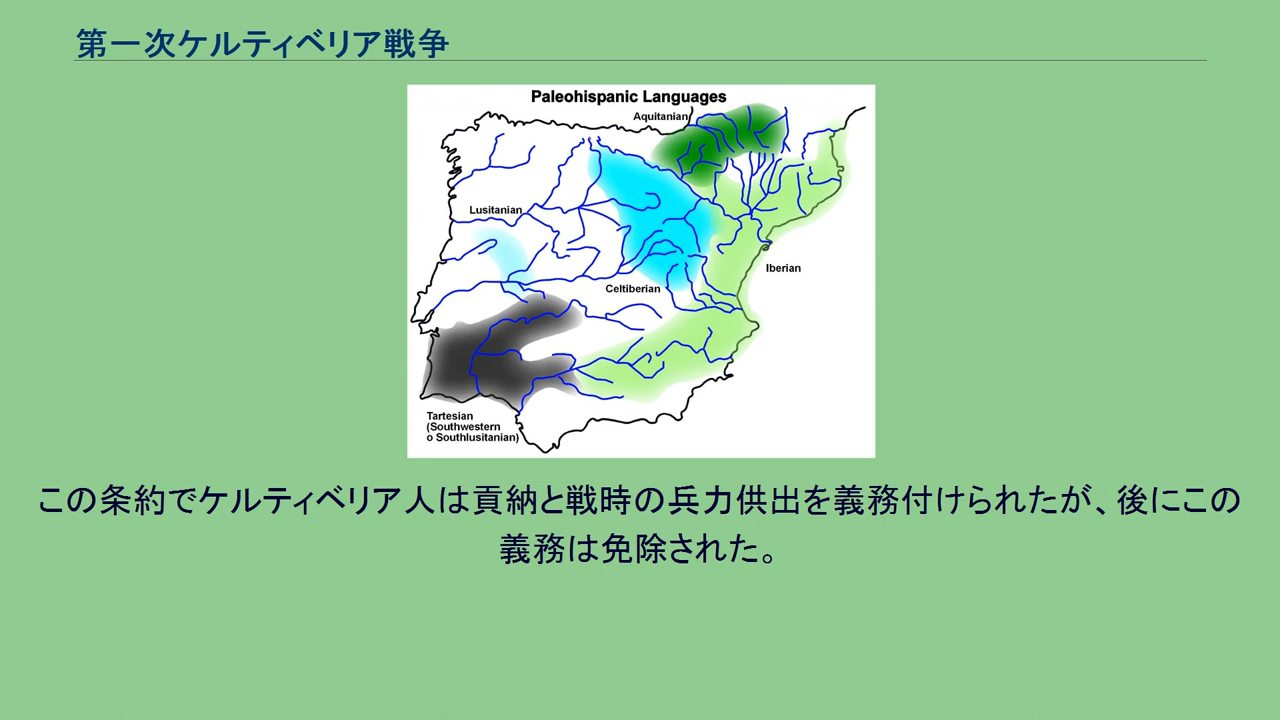 第一次ケルティベリア戦争
Paleohispanic Languages
Aquitanian
Lusitanian
Iberian
Celtiberian
Tartesian
(Southwestern
o Southlusitanian)
この条約でケルティベリア人は貢納と戦時の兵力供出を義務付けられたが、後にこの
義務は免除された。